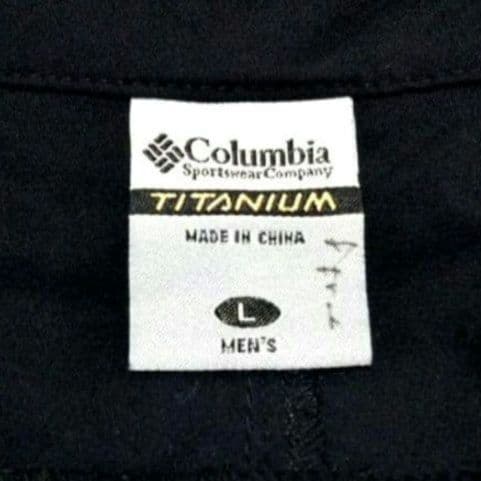 Columbia
Sportswear Company
TITANIUM
MADE IN CHINA
L
MEN'S